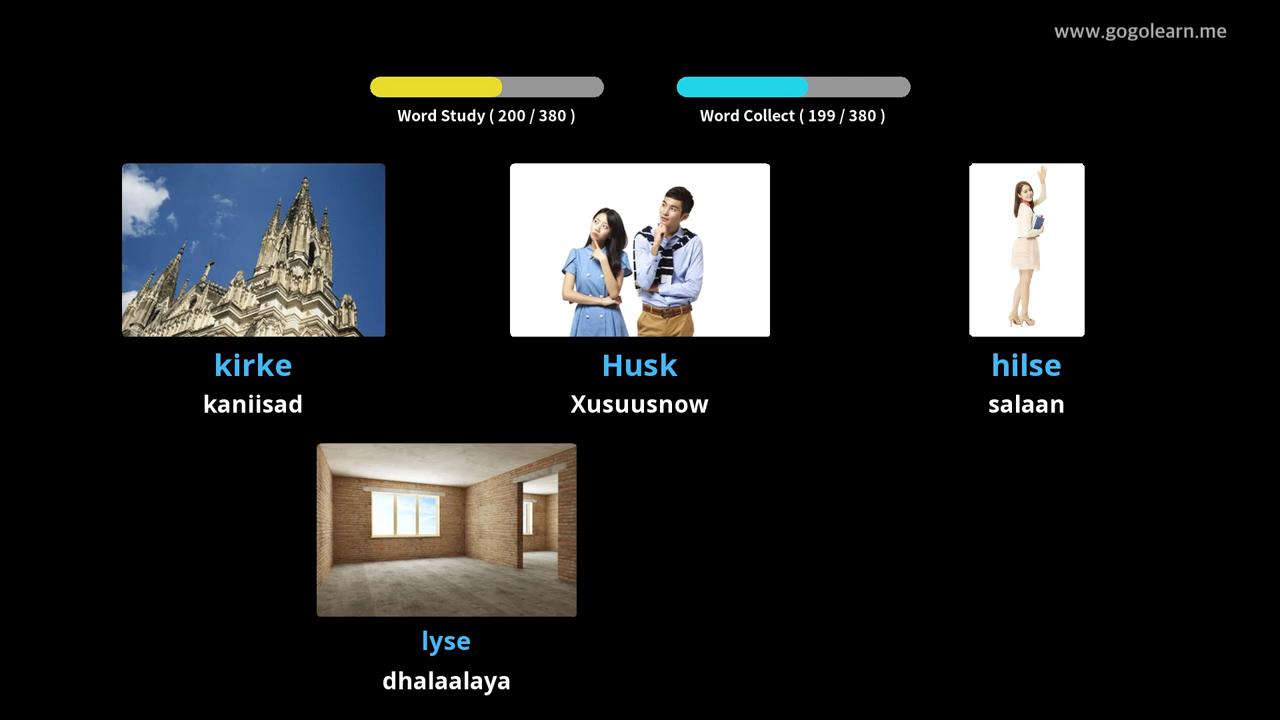 www.gogolearn.me
Word Study ( 200 / 380 )
Word Collect ( 199 / 380 )
kirke
Husk
hilse
kaniisad
Xusuusnow
salaan
lyse
dhalaalaya